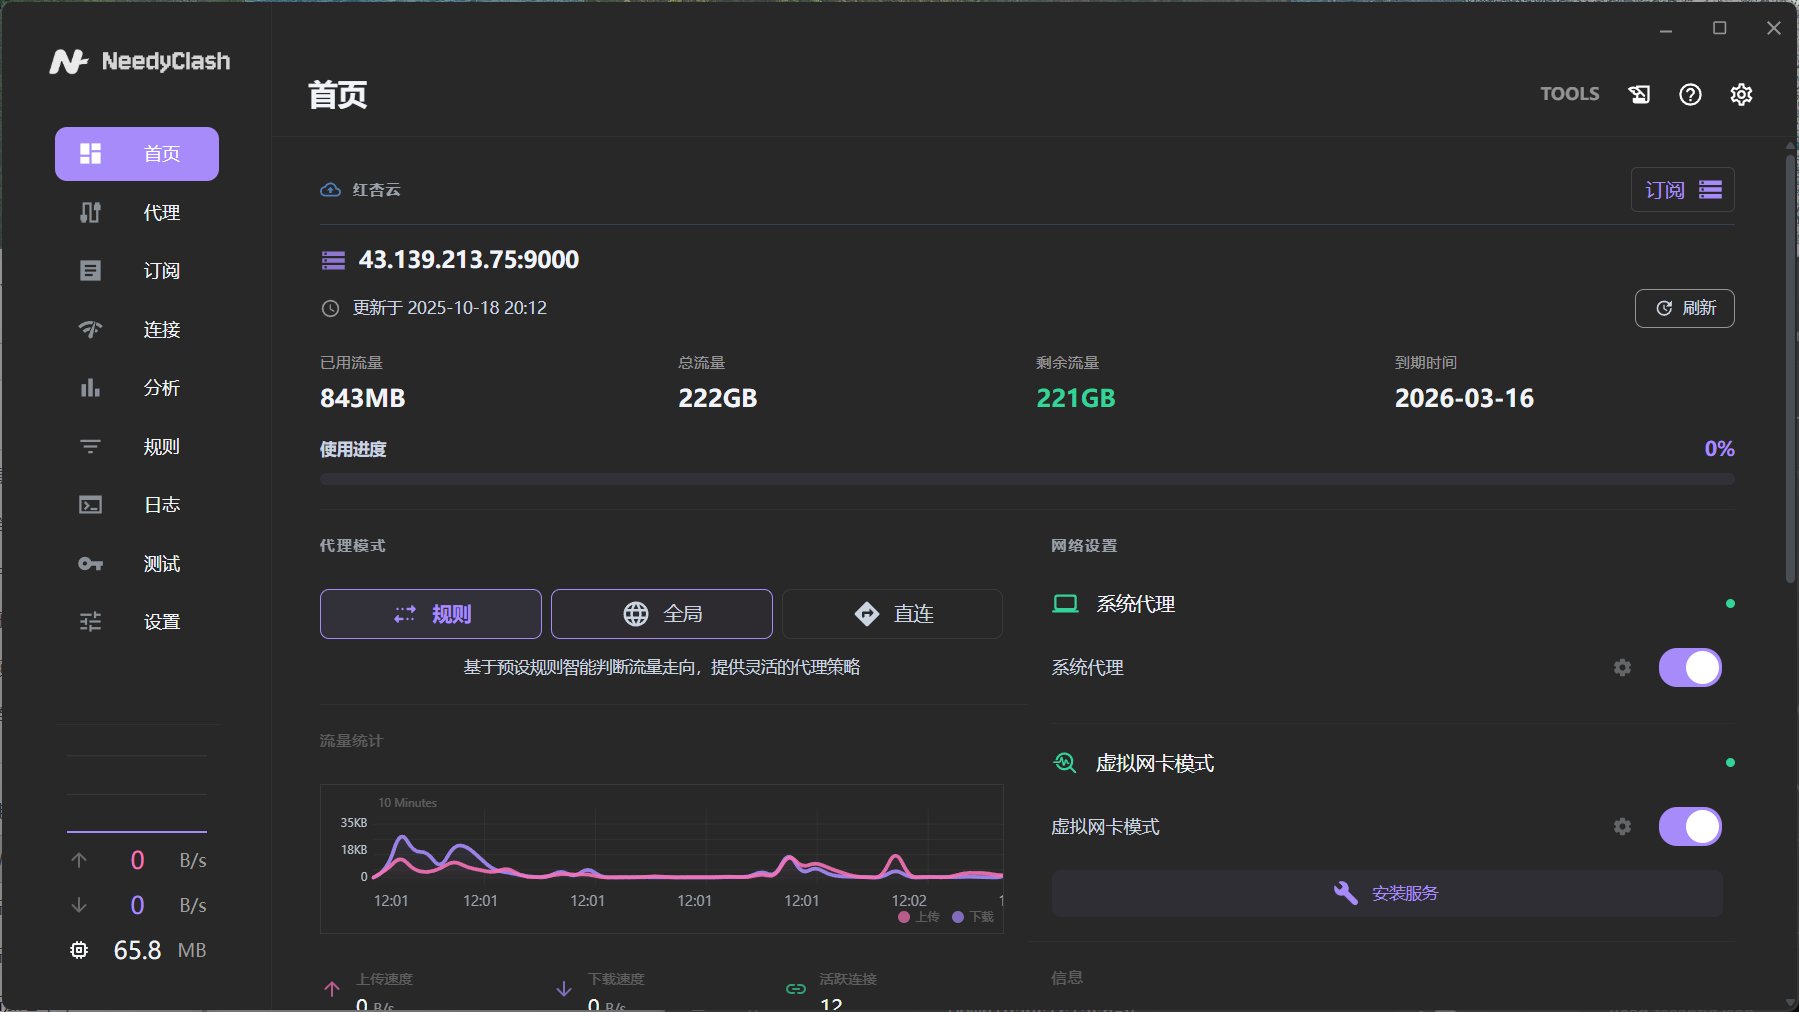 NeedyClash
首页
代理
订阅
连接
分析
规则
日志
测试
设置
0 B/s
0 B/s
65.8 MB
首页
TOOLS
红杏云
订阅
43.139.213.75:9000
更新于 2025-10-18 20:12
刷新
已用流量
843MB
总流量
222GB
剩余流量
221GB
到期时间
2026-03-16
使用进度
0%
代理模式
规则
全局
直连
基于预设规则智能判断流量走向，提供灵活的代理策略
流量统计
10 Minutes
35KB
18KB
0
12:01 12:01 12:01 12:01 12:01 12:02
上传 下载
上传速度
0 B/s
下载速度
0 B/s
活跃连接
12
网络设置
系统代理
系统代理
虚拟网卡模式
虚拟网卡模式
安装服务
信息